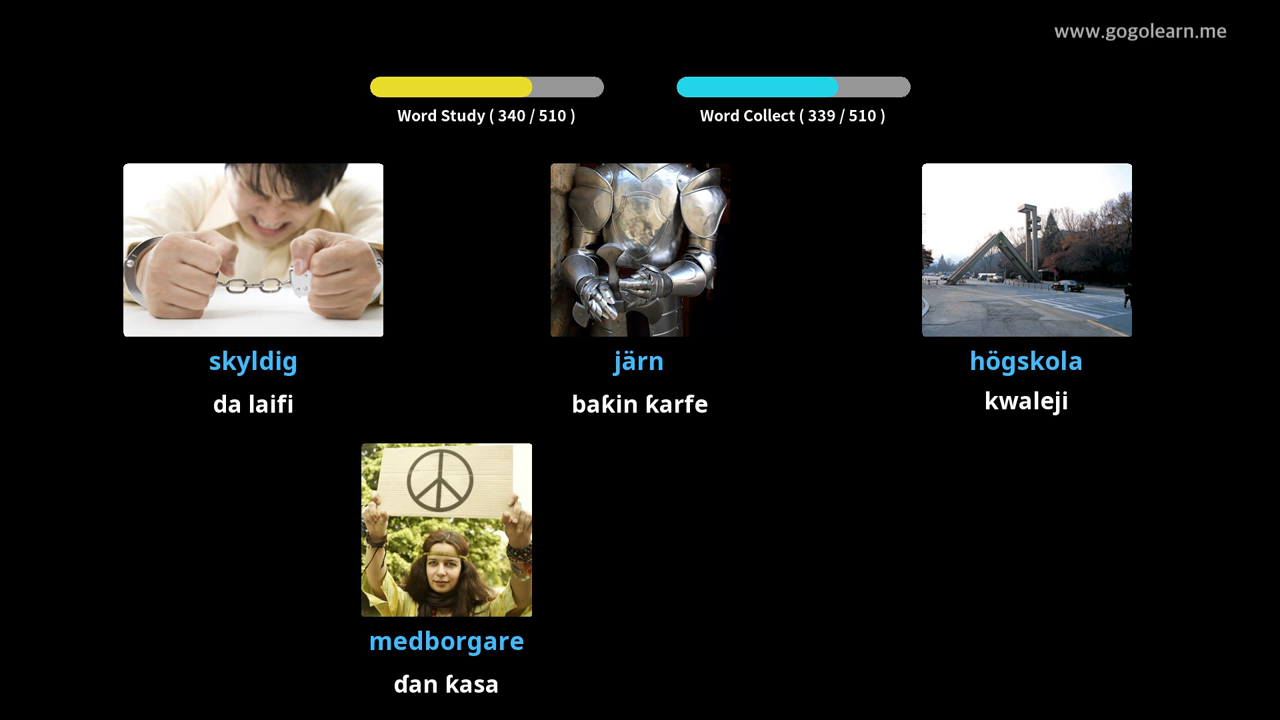 www.gogolearn.me
Word Study ( 340 / 510 )
Word Collect ( 339 / 510 )
skyldig
järn
högskola
da laifi
baƙin ƙarfe
kwaleji
medborgare
ɗan ƙasa